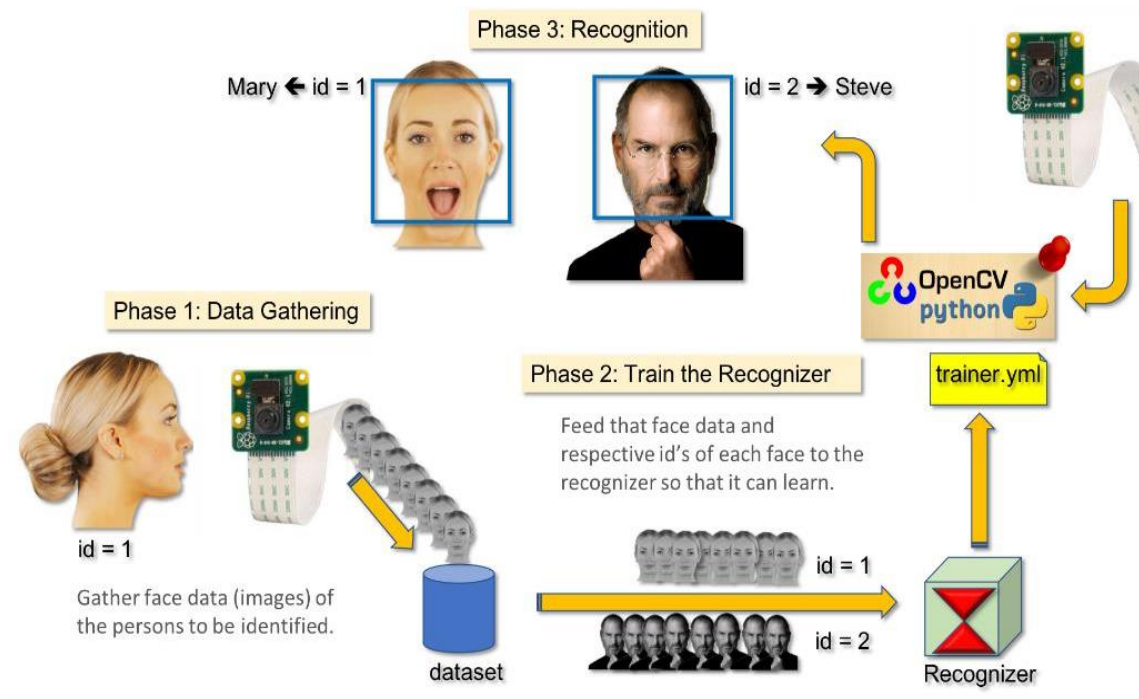 Phase 3: Recognition
Mary ← id = 1
id = 2 → Steve
OpenCV
python
Phase 1: Data Gathering
Phase 2: Train the Recognizer
trainer.yml
Feed that face data and
respective id's of each face to the
recognizer so that it can learn.
id = 1
Gather face data (images) of
the persons to be identified.
id = 1
id = 2
dataset
Recognizer